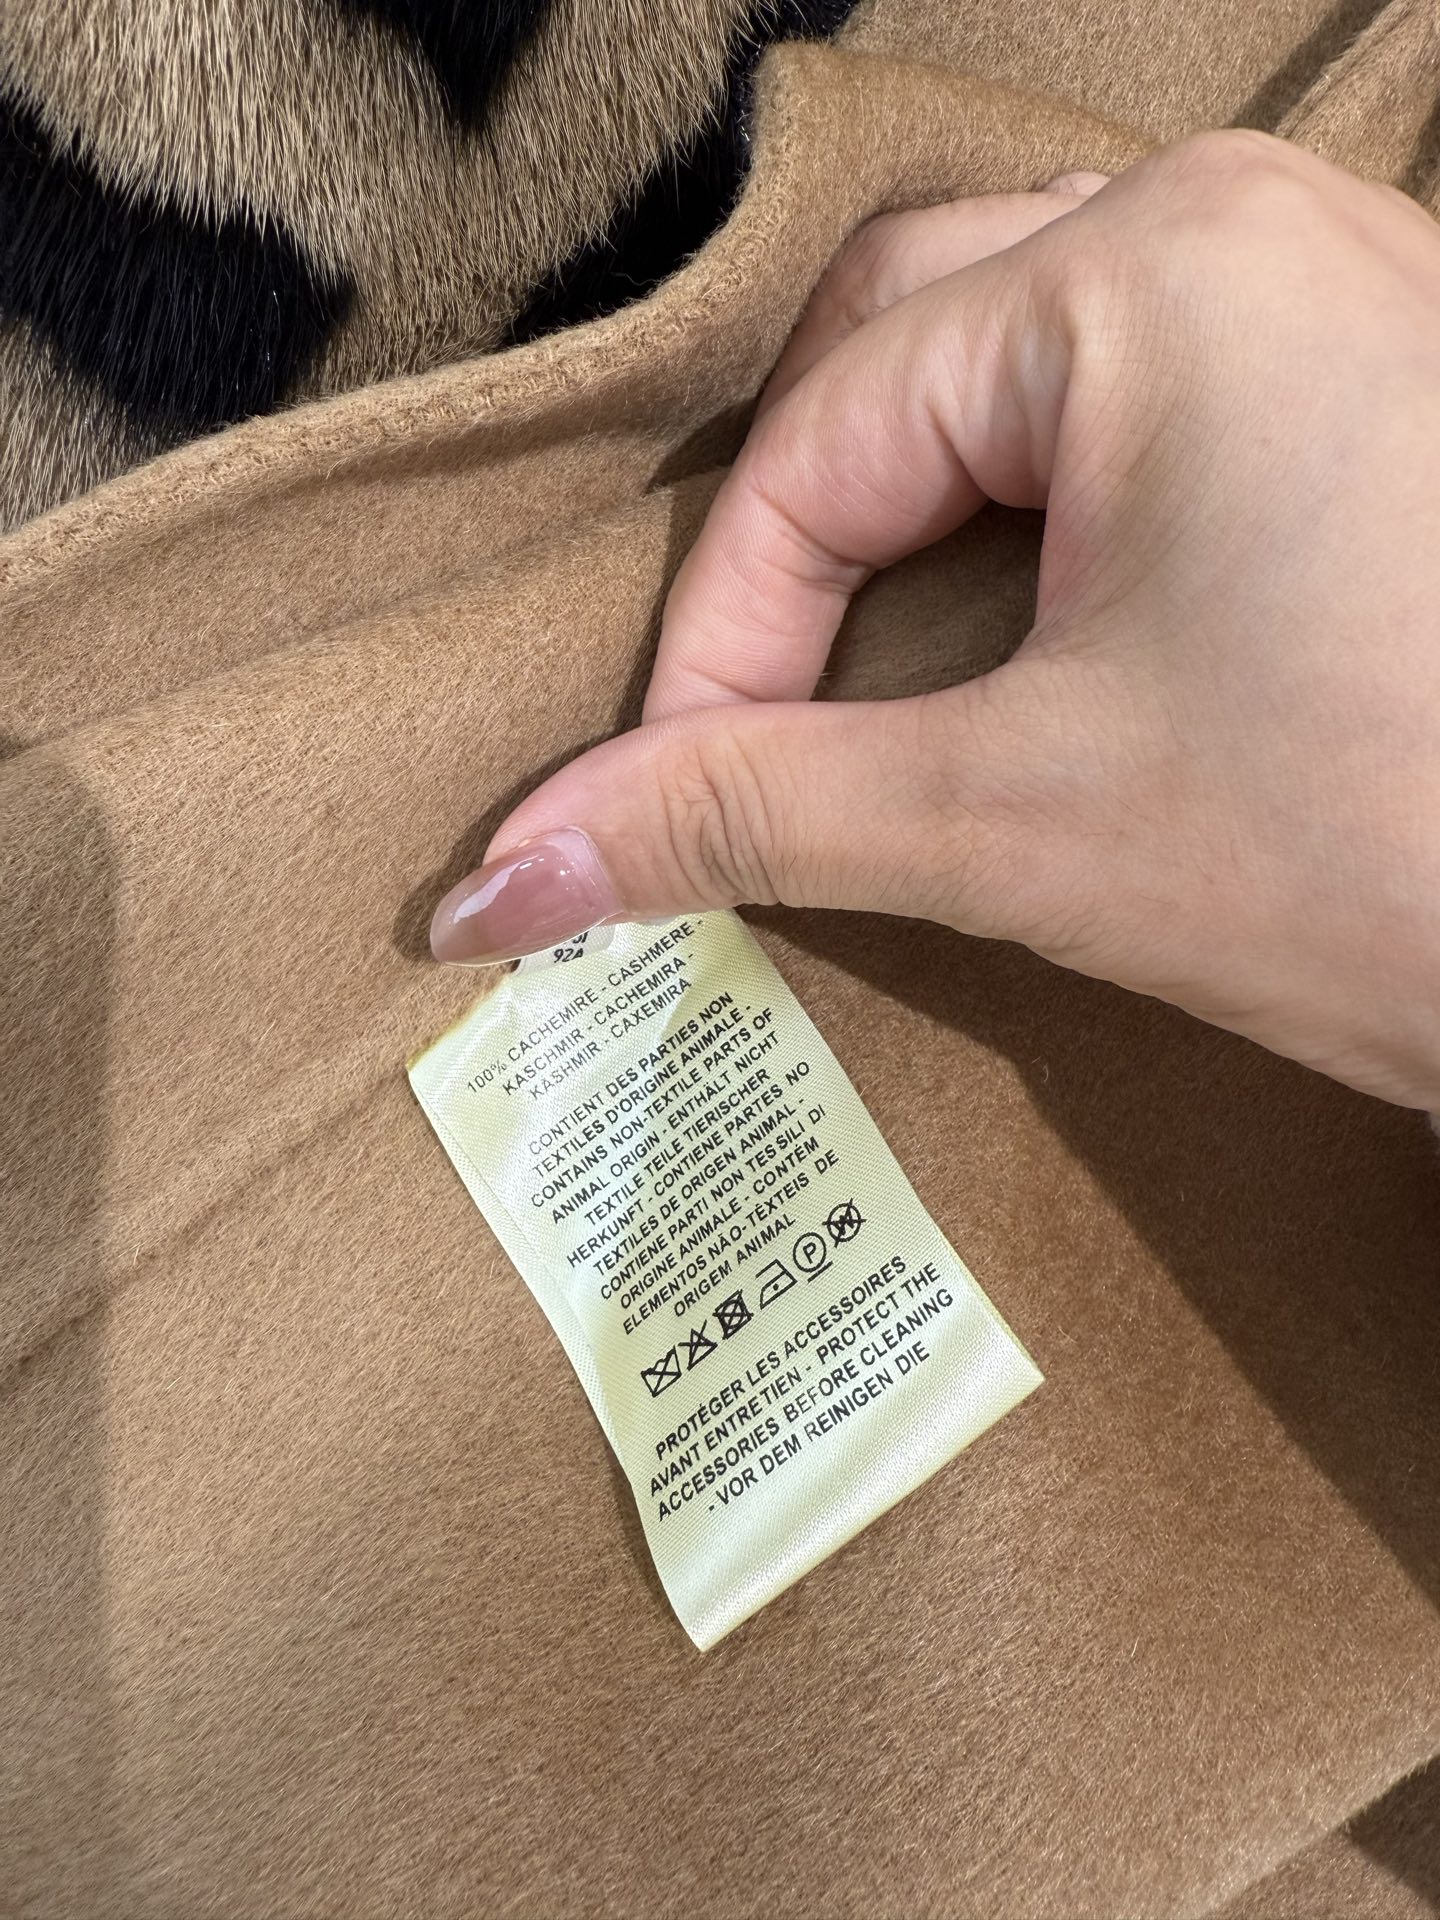 92A
100% CACHEMIRE - CASHMERE -
KASCHMIR - CACHEMIRA -
KASHMIR - CAXEMIRA
CONTIENT DES PARTIES NON
TEXTILES D'ORIGINE ANIMALE -
CONTAINS NON-TEXTILE PARTS OF
ANIMAL ORIGIN - ENTHÄLT NICHT
TEXTILE TEILE TIERISCHER
HERKUNFT - CONTIENE PARTES NO
TEXTILES DE ORIGEN ANIMAL -
CONTIENE PARTI NON TESSILI DI
ORIGINE ANIMALE - CONTÉM
ELEMENTOS NÃO-TÊXTEIS DE
ORIGEM ANIMAL
P W
PROTÉGER LES ACCESSOIRES
AVANT ENTRETIEN - PROTECT THE
ACCESSORIES BEFORE CLEANING
- VOR DEM REINIGEN DIE